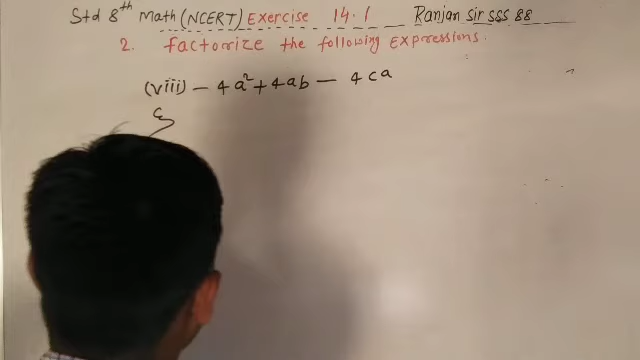 Std 8th Math (NCERT) Exercise 14.1 Ranjan sir SSS 88
2. Factorize the following Expressions.
(viii) - 4a² + 4ab - 4ca